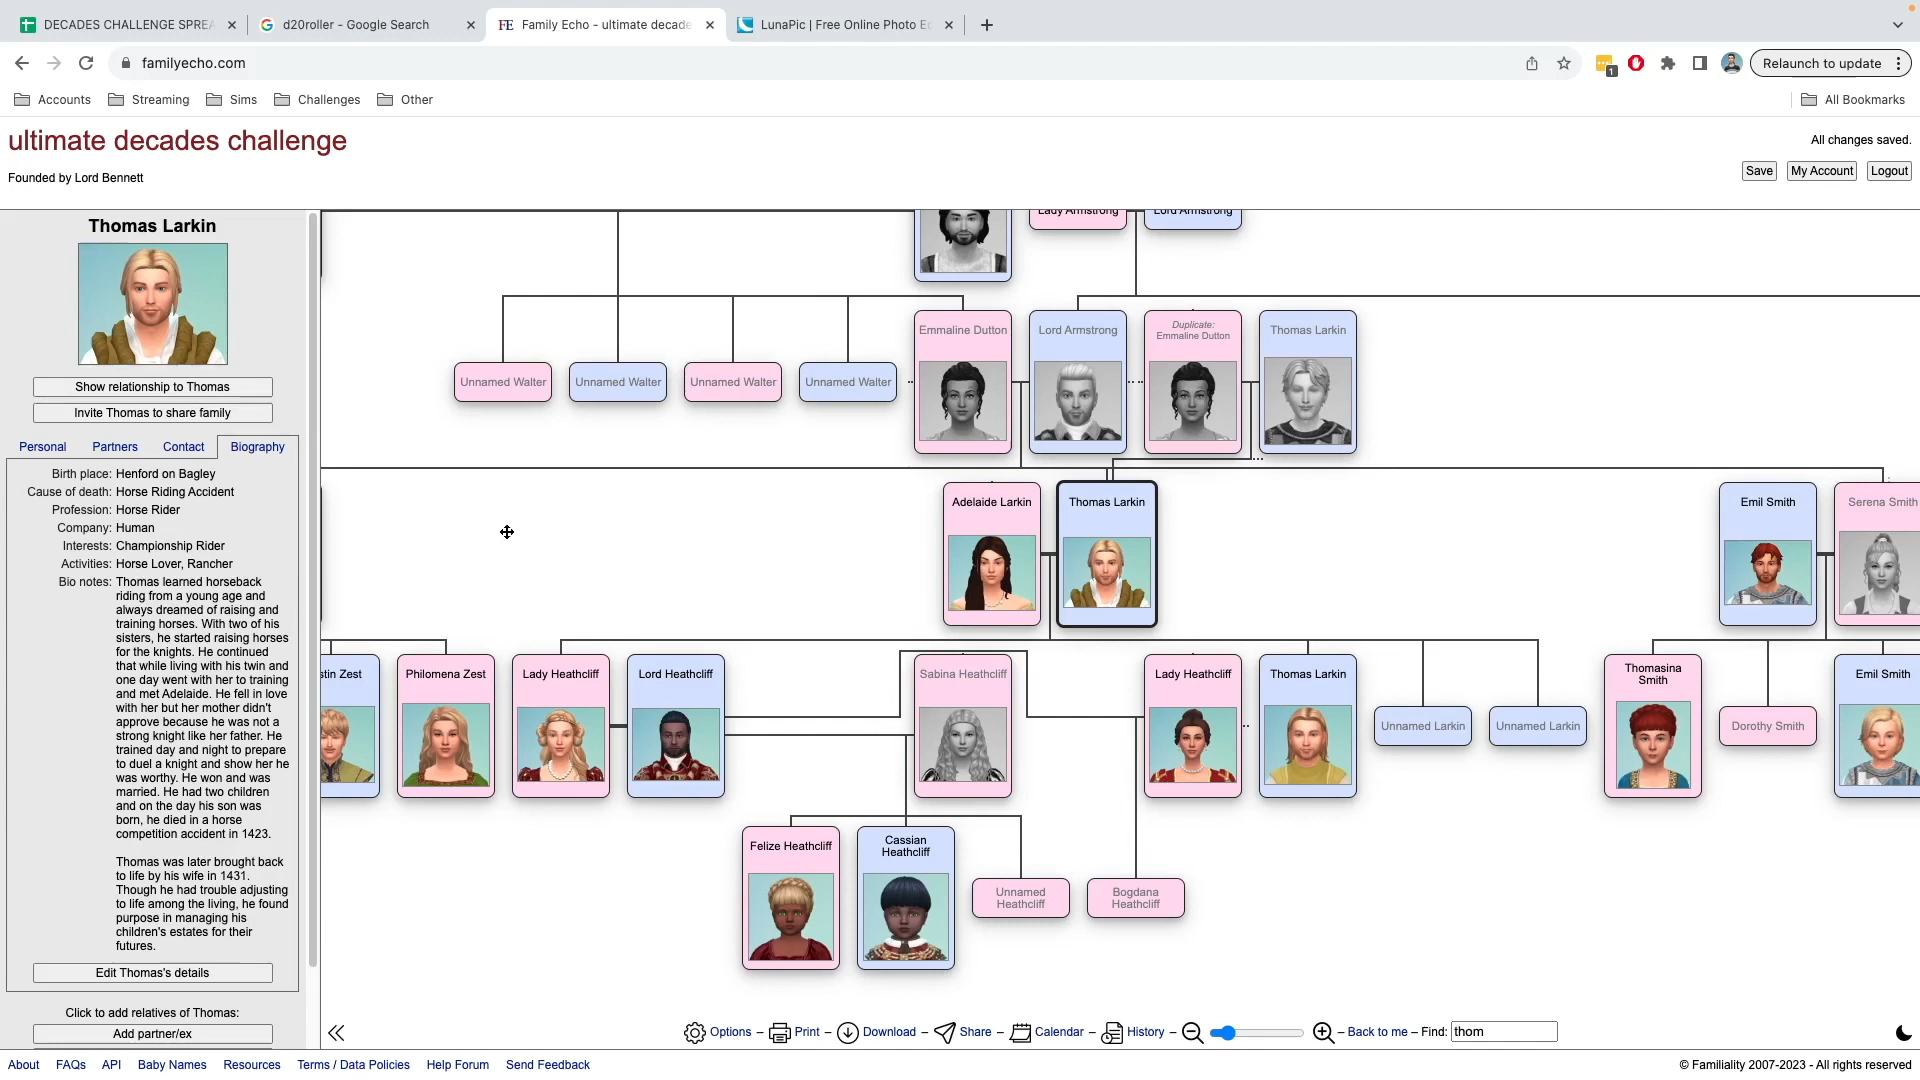 DECADES CHALLENGE SPREA
d20roller - Google Search
FE Family Echo - ultimate decade
LunaPic | Free Online Photo Ed
familyecho.com
1
Relaunch to update
Accounts
Streaming
Sims
Challenges
Other
All Bookmarks
ultimate decades challenge
All changes saved.
Founded by Lord Bennett
Save
My Account
Logout
Thomas Larkin
Show relationship to Thomas
Invite Thomas to share family
Personal
Partners
Contact
Biography
Birth place: Henford on Bagley
Cause of death: Horse Riding Accident
Profession: Horse Rider
Company: Human
Interests: Championship Rider
Activities: Horse Lover, Rancher
Bio notes: Thomas learned horseback
riding from a young age and
always dreamed of raising and
training horses. With two of his
sisters, he started raising horses
for the knights. He continued
that while living with his twin and
one day went with her to training
and met Adelaide. He fell in love
with her but her mother didn't
approve because he was not a
strong knight like her father. He
trained day and night to prepare
to duel a knight and show her he
was worthy. He won and was
married. He had two children
and on the day his son was
born, he died in a horse
competition accident in 1423.
Thomas was later brought back
to life by his wife in 1431.
Though he had trouble adjusting
to life among the living, he found
purpose in managing his
children's estates for their
futures.
Edit Thomas's details
Click to add relatives of Thomas:
Add partner/ex
Lady Armstrong
Lord Armstrong
Unnamed Walter
Unnamed Walter
Unnamed Walter
Unnamed Walter
Emmaline Dutton
Lord Armstrong
Duplicate:
Emmaline Dutton
Thomas Larkin
Adelaide Larkin
Thomas Larkin
Emil Smith
Serena Smith
stin Zest
Philomena Zest
Lady Heathcliff
Lord Heathcliff
Sabina Heathcliff
Lady Heathcliff
Thomas Larkin
Unnamed Larkin
Unnamed Larkin
Thomasina
Smith
Dorothy Smith
Emil Smith
Felize Heathcliff
Cassian
Heathcliff
Unnamed
Heathcliff
Bogdana
Heathcliff
Options – Print – Download – Share – Calendar – History – – Back to me – Find: thom
About
FAQs
API
Baby Names
Resources
Terms / Data Policies
Help Forum
Send Feedback
© Familiality 2007-2023 - All rights reserved